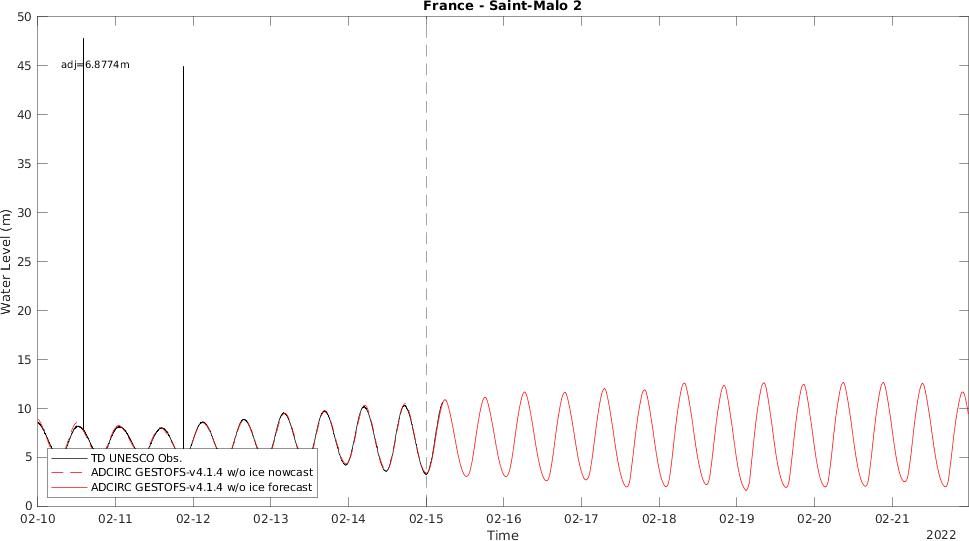 France - Saint-Malo 2
50
45
40
35
30
25
20
15
10
5
0
Water Level (m)
adj=6.8774m
TD UNESCO Obs.
ADCIRC GESTOFS-v4.1.4 w/o ice nowcast
ADCIRC GESTOFS-v4.1.4 w/o ice forecast
02-10 02-11 02-12 02-13 02-14 02-15 02-16 02-17 02-18 02-19 02-20 02-21
Time
2022